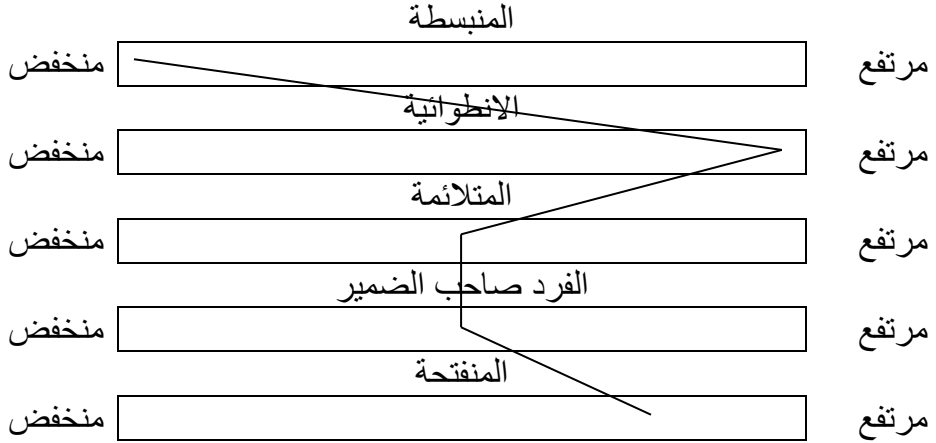 المنبسطة
مرتفع منخفض
الانطوائية
مرتفع منخفض
المتلائمة
مرتفع منخفض
الفرد صاحب الضمير
مرتفع منخفض
المنفتحة
مرتفع منخفض